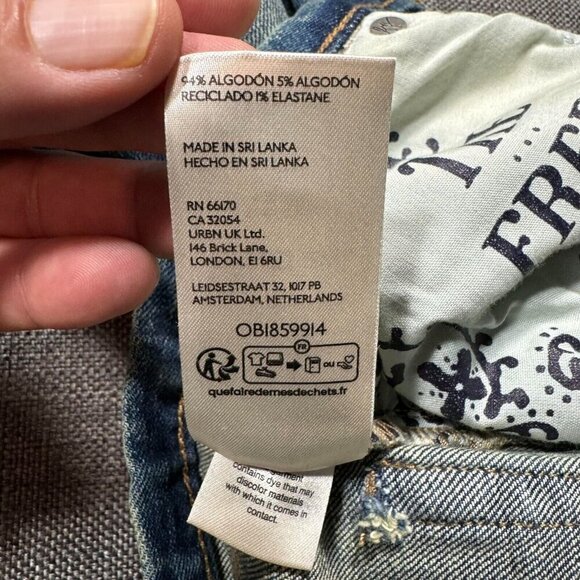 94% ALGODÓN 5% ALGODÓN
RECICLADO 1% ELASTANE
MADE IN SRI LANKA
HECHO EN SRI LANKA
RN 66170
CA 32054
URBN UK Ltd.
146 Brick Lane,
LONDON, E1 6RU
LEIDSESTRAAT 32, 1017 PB
AMSTERDAM, NETHERLANDS
OB1859914
FR
OU
quefairedemesdechets.fr
contains dye that may
discolor materials
with which it comes in
contact.
FREE